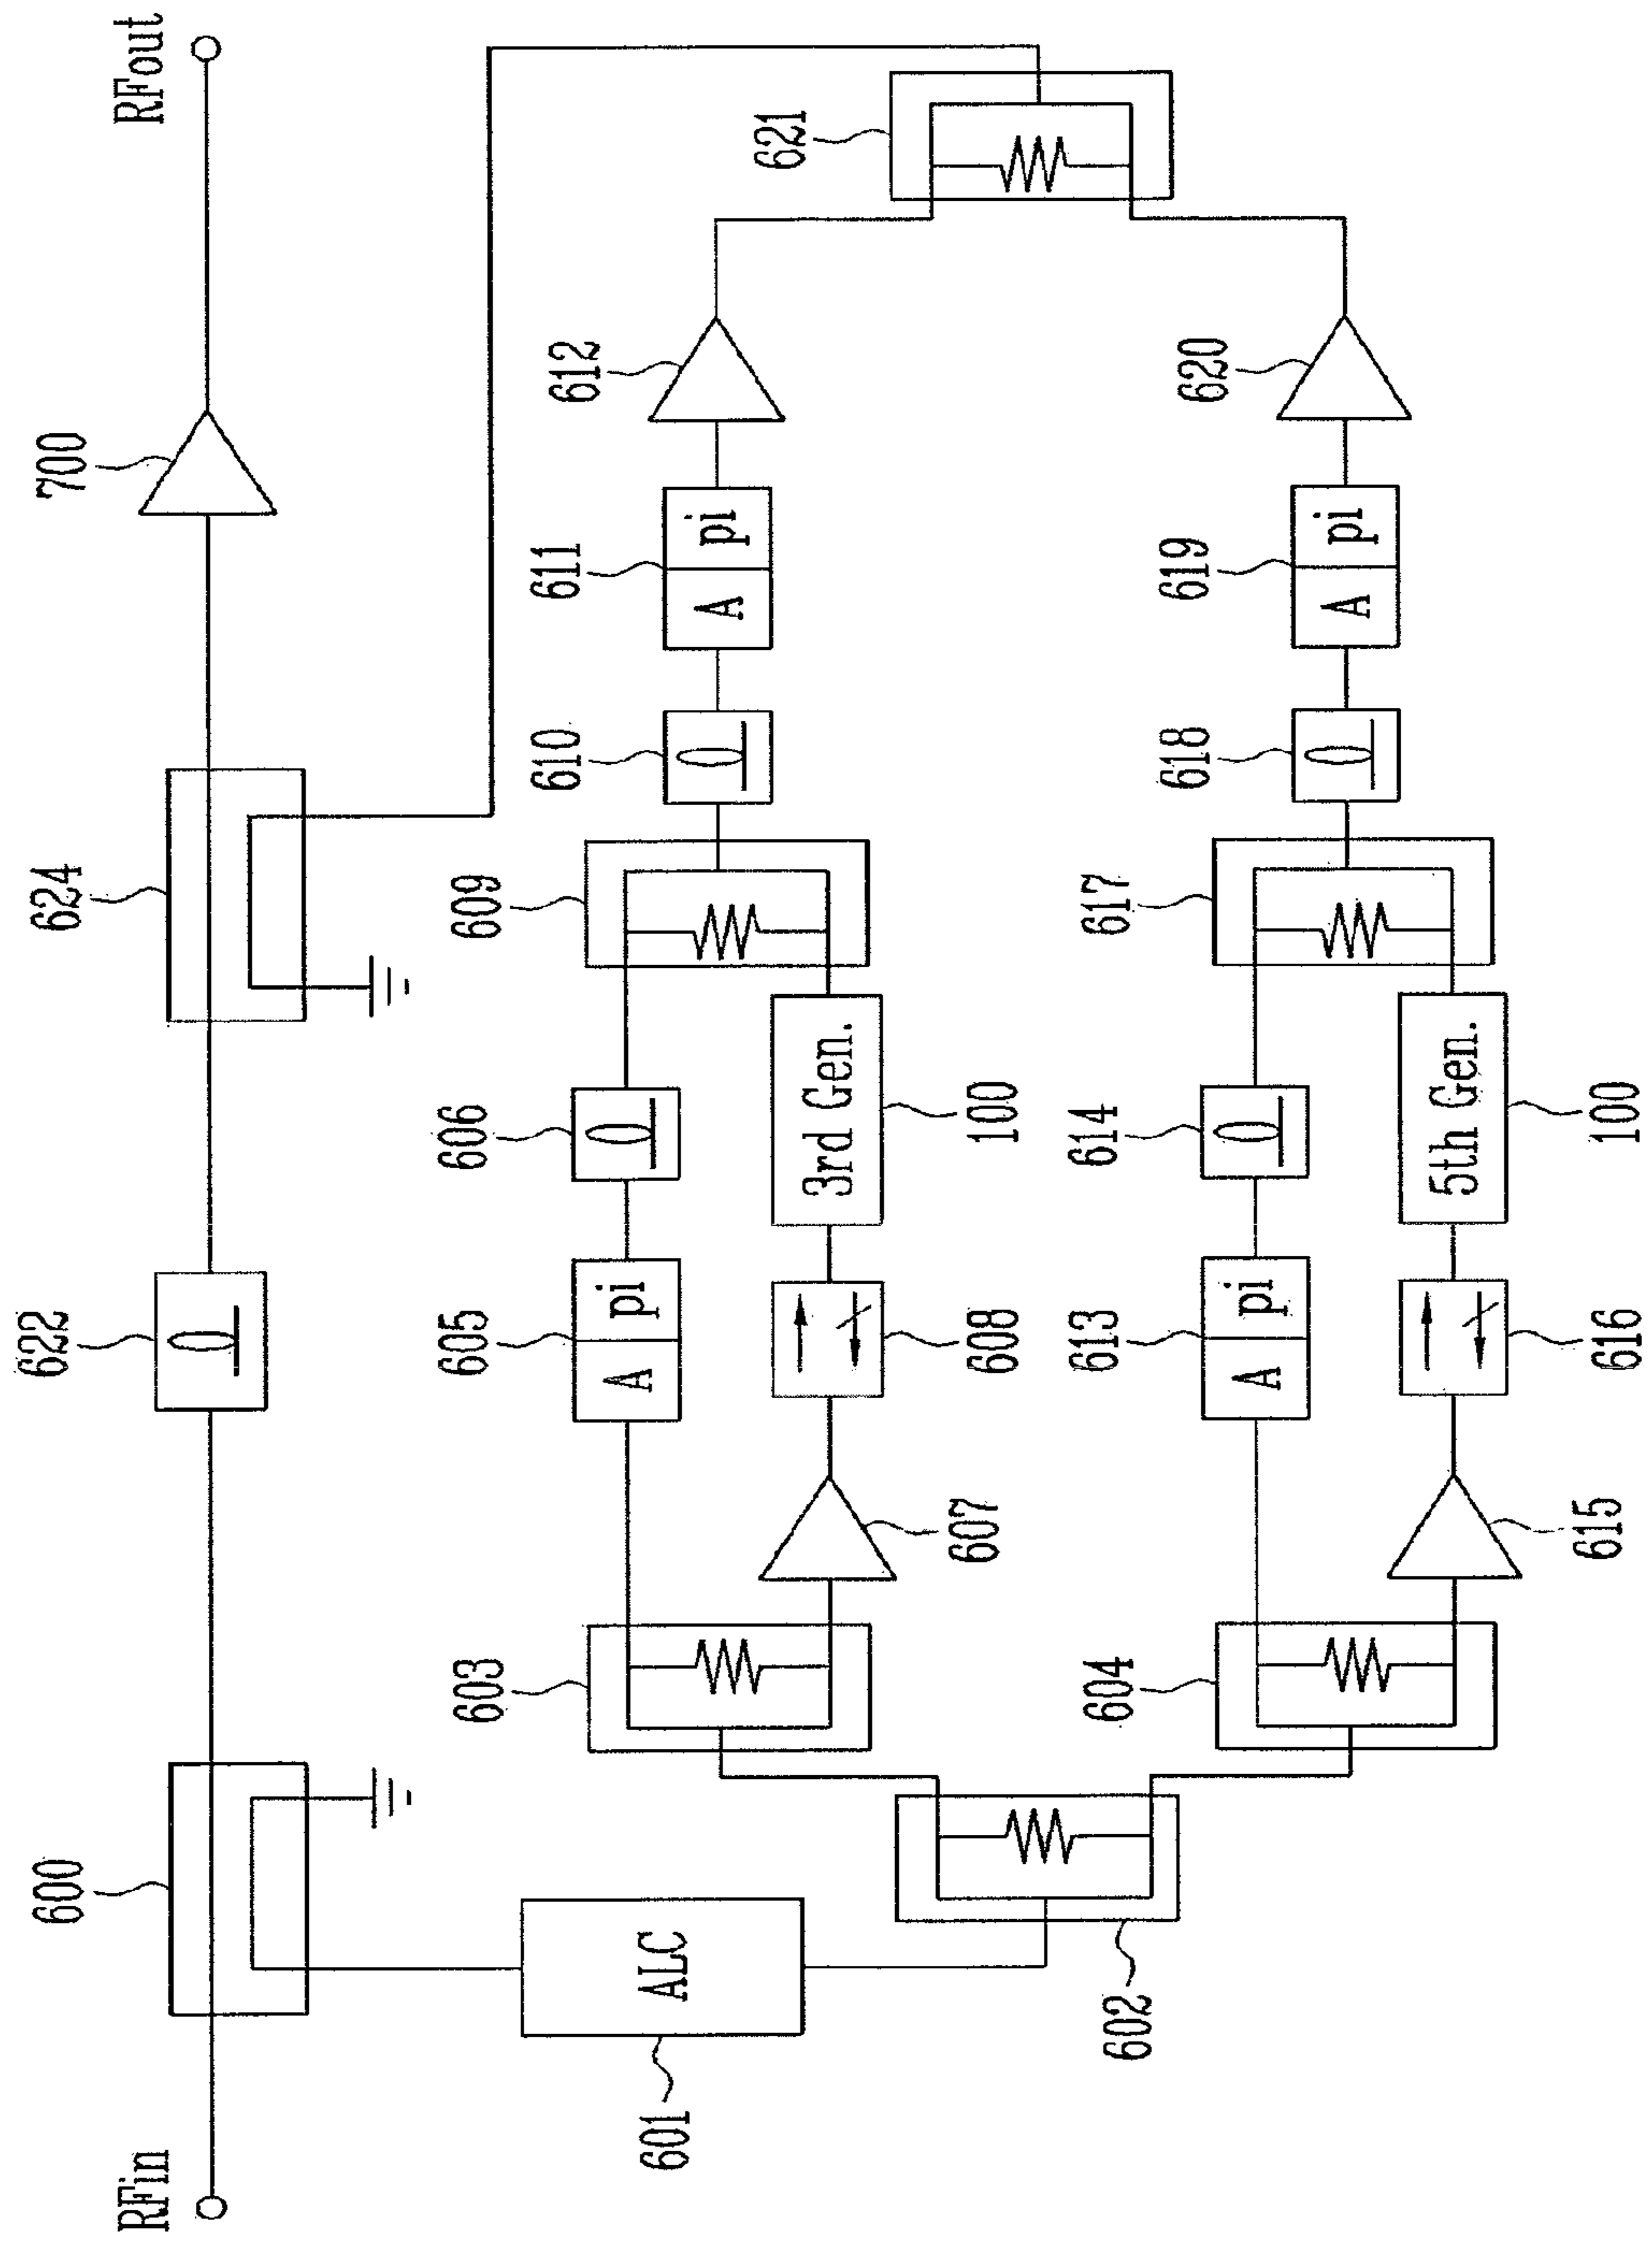 RFin
600
622
624
700
RFout
601
ALC
602
603
605
A
pi
606
609
610
611
A
pi
612
607
608
3rd Gen.
100
621
604
613
A
pi
614
617
618
619
A
pi
620
615
616
5th Gen.
100